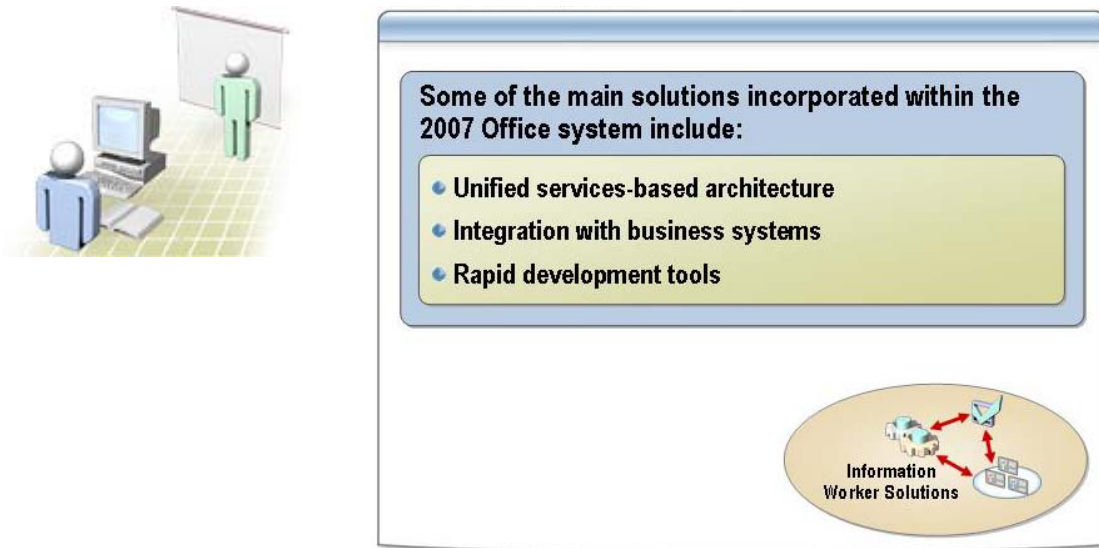 Some of the main solutions incorporated within the
2007 Office system include:
Unified services-based architecture
Integration with business systems
Rapid development tools
Information
Worker Solutions